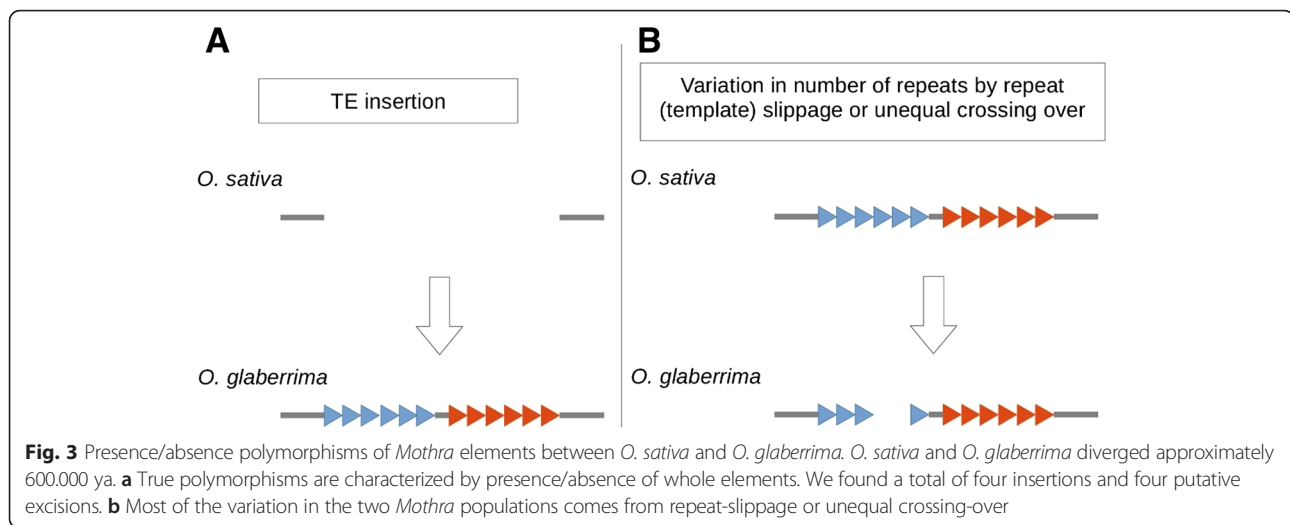 A
TE insertion
O. sativa
O. glaberrima
B
Variation in number of repeats by repeat
(template) slippage or unequal crossing over
O. sativa
O. glaberrima
Fig. 3 Presence/absence polymorphisms of Mothra elements between O. sativa and O. glaberrima. O. sativa and O. glaberrima diverged approximately
600.000 ya. a True polymorphisms are characterized by presence/absence of whole elements. We found a total of four insertions and four putative
excisions. b Most of the variation in the two Mothra populations comes from repeat-slippage or unequal crossing-over